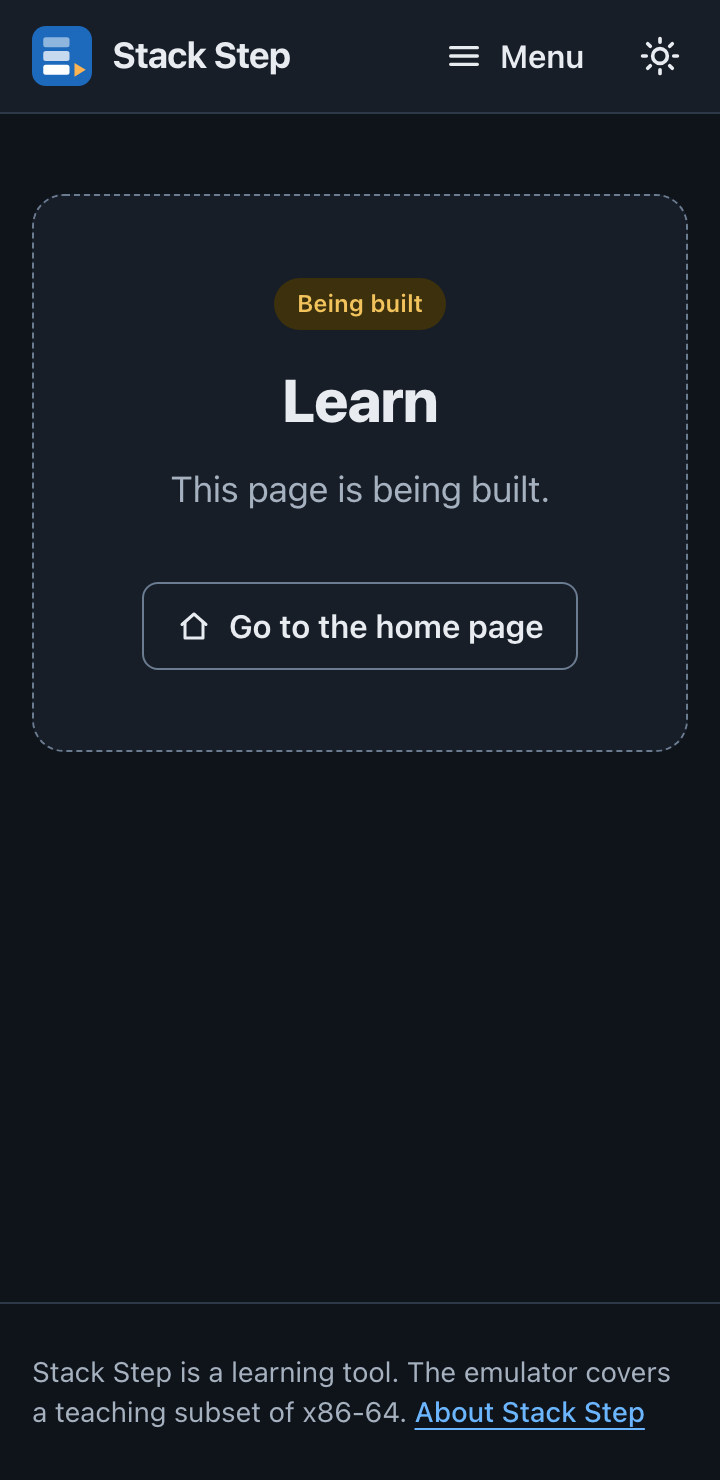 Stack Step
Menu
Being built
Learn
This page is being built.
Go to the home page
Stack Step is a learning tool. The emulator covers
a teaching subset of x86-64. About Stack Step